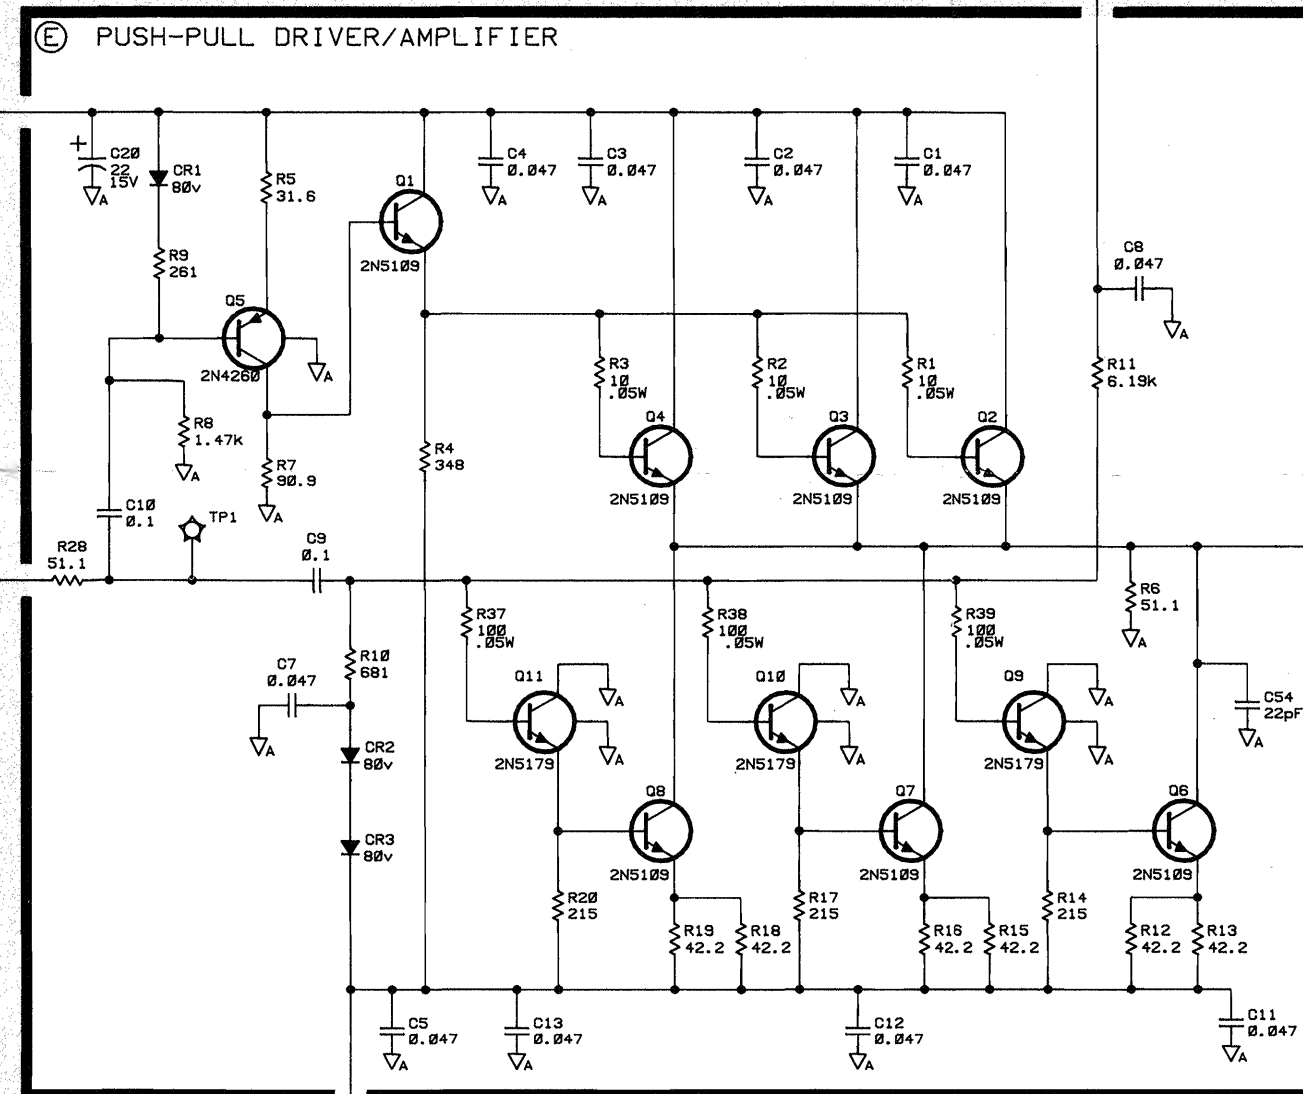 E PUSH-PULL DRIVER/AMPLIFIER
+
C20
22
15V
A
CR1
80v
R5
31.6
Q1
2N5109
C4
0.047
A
C3
0.047
A
C2
0.047
A
C1
0.047
A
R9
261
Q5
2N4260
A
C8
0.047
A
R3
10
.05W
R2
10
.05W
R1
10
.05W
R11
6.19k
R8
1.47k
A
R7
90.9
A
R4
348
Q4
2N5109
Q3
2N5109
Q2
2N5109
C10
0.1
TP1
R28
51.1
C9
0.1
R37
100
.05W
R38
100
.05W
R39
100
.05W
R6
51.1
A
R10
681
C7
0.047
A
Q11
2N5179
A
A
Q10
2N5179
A
A
Q9
2N5179
A
A
C54
22pF
A
CR2
80v
CR3
80v
Q8
2N5109
Q7
2N5109
Q6
2N5109
R20
215
R19
42.2
R18
42.2
R17
215
R16
42.2
R15
42.2
R14
215
R12
42.2
R13
42.2
C5
0.047
A
C13
0.047
A
C12
0.047
A
C11
0.047
A